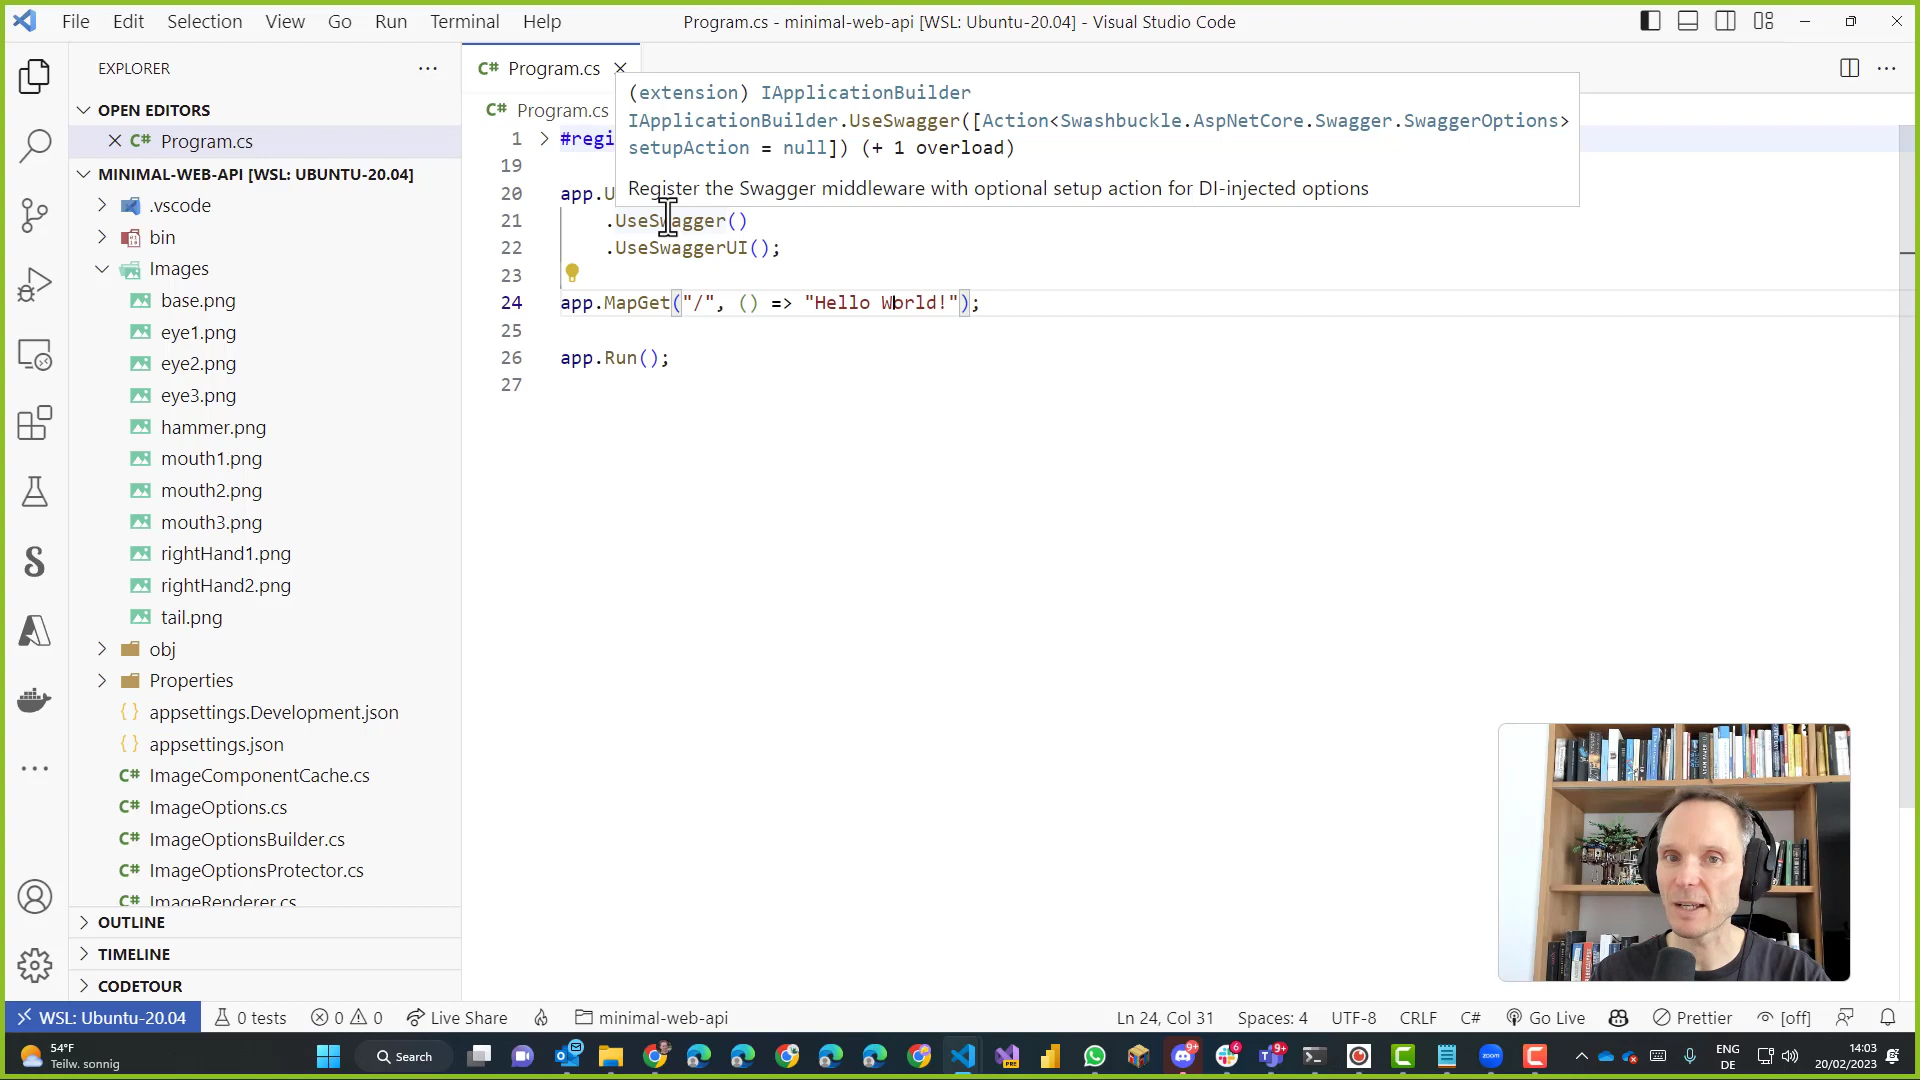 File Edit Selection View Go Run Terminal Help
Program.cs - minimal-web-api [WSL: Ubuntu-20.04] - Visual Studio Code
EXPLORER
OPEN EDITORS
C# Program.cs
MINIMAL-WEB-API [WSL: UBUNTU-20.04]
.vscode
bin
Images
base.png
eye1.png
eye2.png
eye3.png
hammer.png
mouth1.png
mouth2.png
mouth3.png
rightHand1.png
rightHand2.png
tail.png
obj
Properties
{} appsettings.Development.json
{} appsettings.json
C# ImageComponentCache.cs
C# ImageOptions.cs
C# ImageOptionsBuilder.cs
C# ImageOptionsProtector.cs
C# ImageRenderer.cs
OUTLINE
TIMELINE
CODETOUR
C# Program.cs
C# Program.cs
(extension) IApplicationBuilder
IApplicationBuilder.UseSwagger([Action<Swashbuckle.AspNetCore.Swagger.SwaggerOptions>
setupAction = null]) (+ 1 overload)
Register the Swagger middleware with optional setup action for DI-injected options
1 #regi
19
20 app.U
21 .UseSwagger()
22 .UseSwaggerUI();
23
24 app.MapGet("/", () => "Hello World!");
25
26 app.Run();
27
WSL: Ubuntu-20.04 0 tests 0 0 Live Share minimal-web-api Ln 24, Col 31 Spaces: 4 UTF-8 CRLF C# Go Live Prettier [off]
54°F
Teilw. sonnig
Search
ENG
DE
14:03
20/02/2023